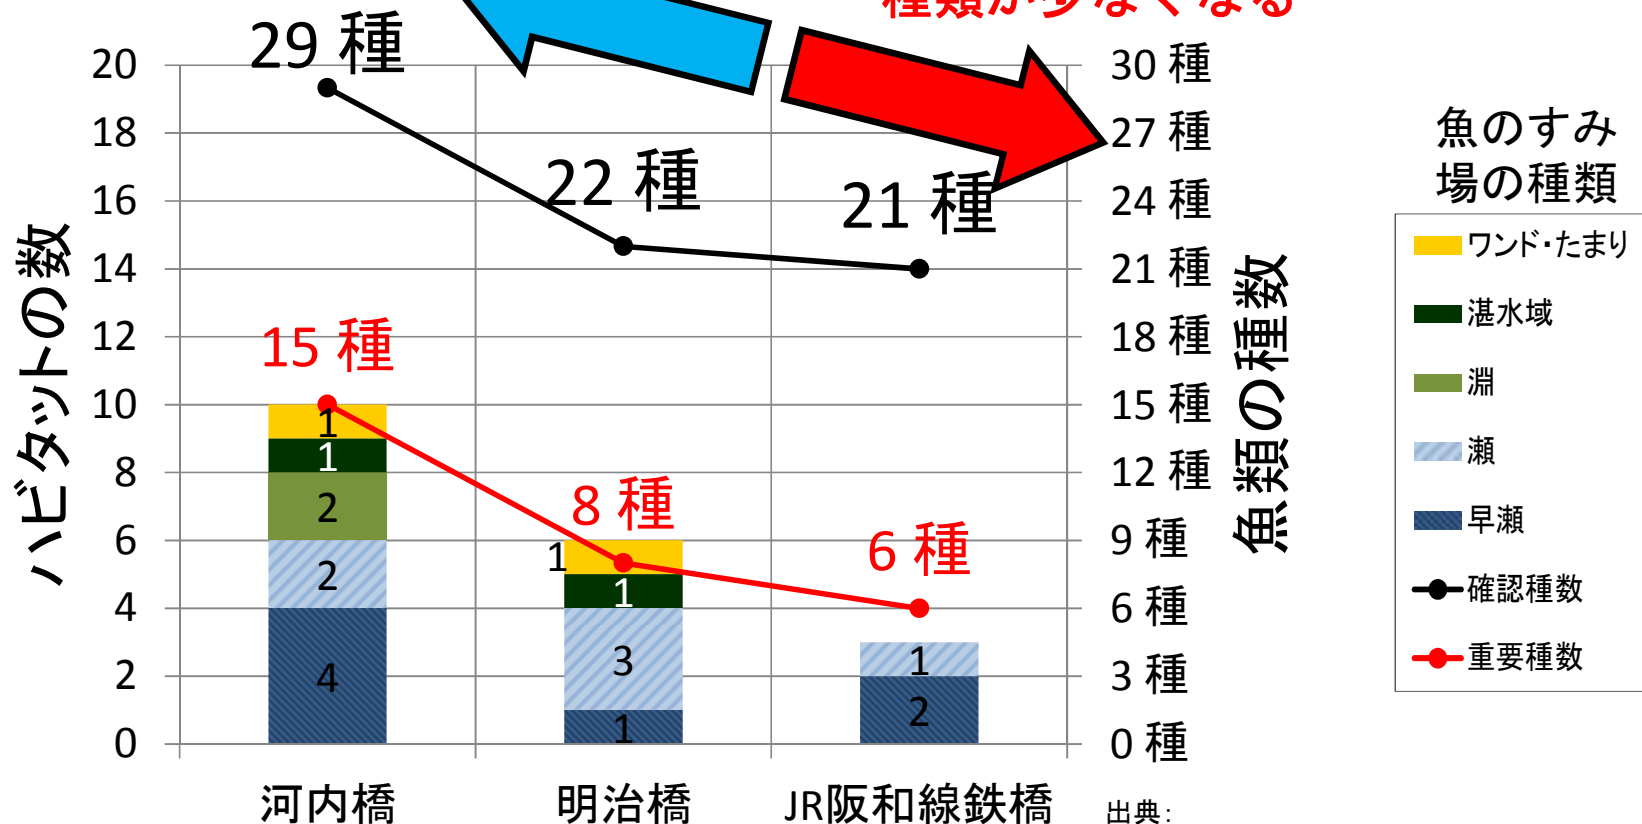 種類が少なくなる
29 種
22 種
21 種
15 種
8 種
6 種
ハビタットの数
20
18
16
14
12
10
8
6
4
2
0
1
1
2
2
4
1
1
3
1
1
2
30 種
27 種
24 種
21 種
18 種
15 種
12 種
9 種
6 種
3 種
0 種
魚類の種数
河内橋
明治橋
JR阪和線鉄橋
出典：
魚のすみ
場の種類
ワンド・たまり
湛水域
淵
瀬
早瀬
確認種数
重要種数